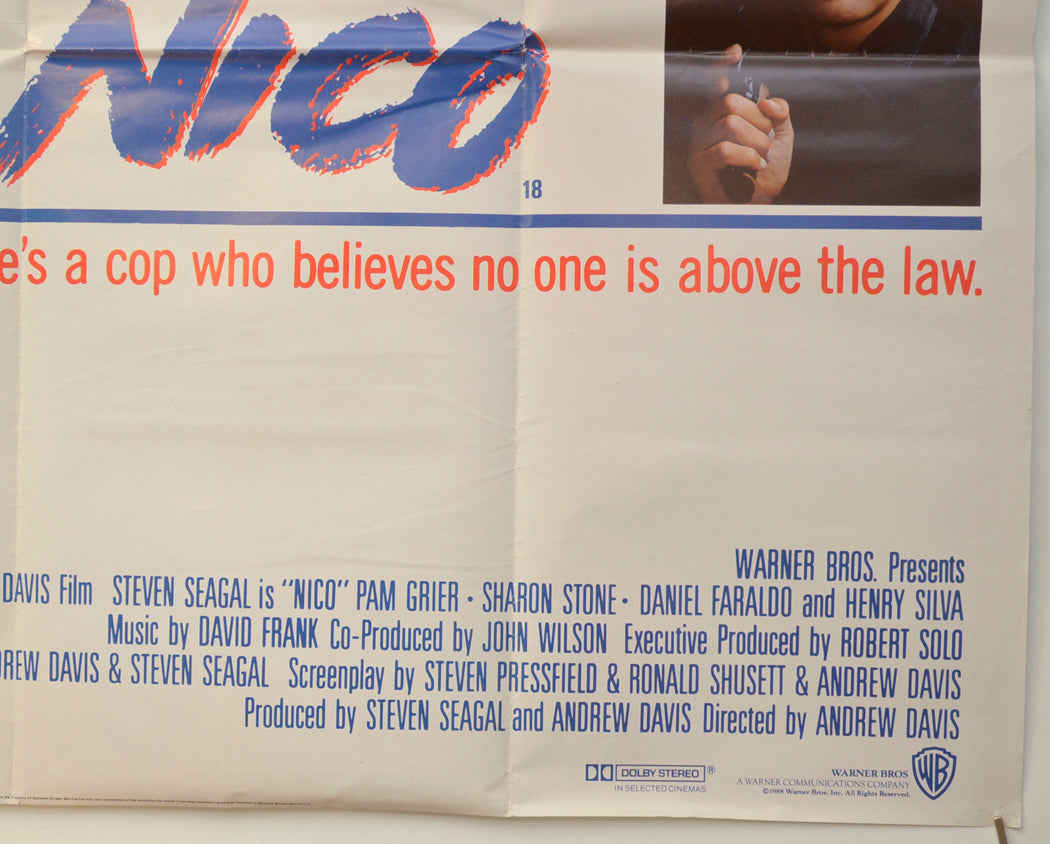 Nico
18
e's a cop who believes no one is above the law.
WARNER BROS. Presents
DAVIS Film STEVEN SEAGAL is "NICO" PAM GRIER • SHARON STONE • DANIEL FARALDO and HENRY SILVA
Music by DAVID FRANK Co-Produced by JOHN WILSON Executive Produced by ROBERT SOLO
REW DAVIS & STEVEN SEAGAL Screenplay by STEVEN PRESSFIELD & RONALD SHUSETT & ANDREW DAVIS
Produced by STEVEN SEAGAL and ANDREW DAVIS Directed by ANDREW DAVIS
DOLBY STEREO ®
IN SELECTED CINEMAS
WARNER BROS
A WARNER COMMUNICATIONS COMPANY
©1988 Warner Bros. Inc. All Rights Reserved.
WB